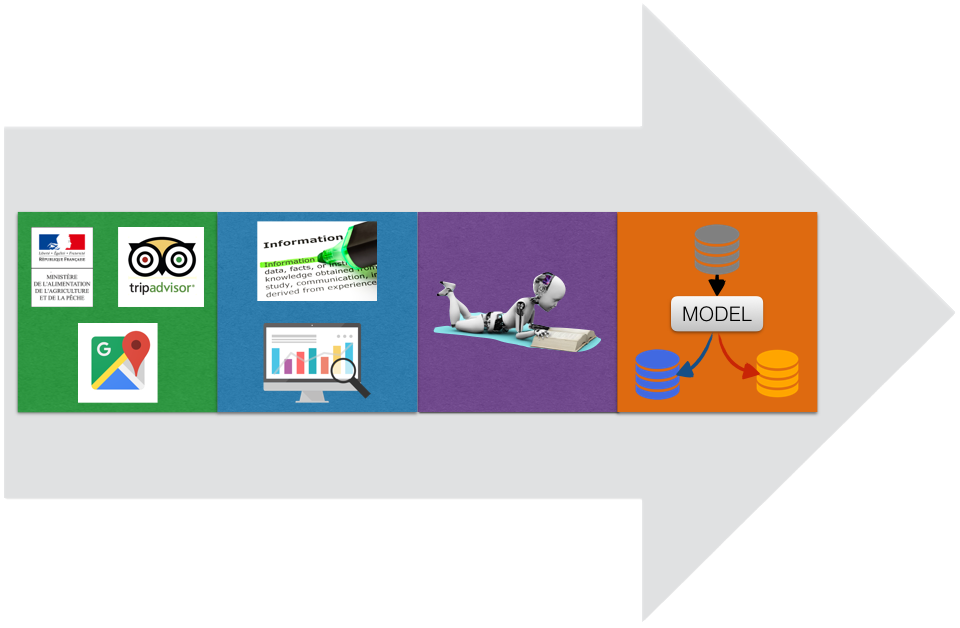 Liberté • Égalité • Fraternité
RÉPUBLIQUE FRANÇAISE
MINISTÈRE
DE L'ALIMENTATION
DE L'AGRICULTURE
ET DE LA PÊCHE
tripadvisor®
G
Information
Information
data, facts, or inst
knowledge obtained from
study, communication, in
derived from experience
MODEL